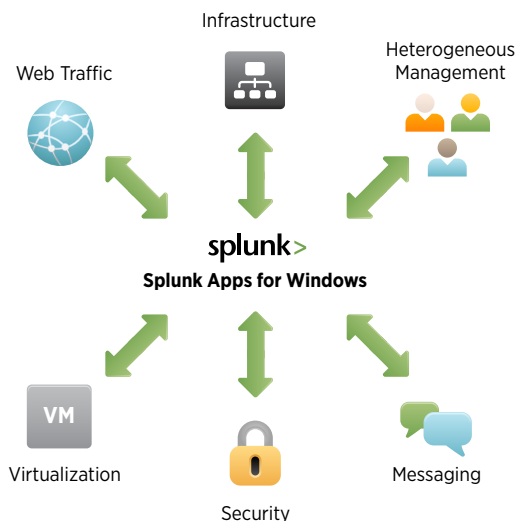 Infrastructure
Web Traffic
Heterogeneous
Management
splunk>
Splunk Apps for Windows
VM
Virtualization
Security
Messaging